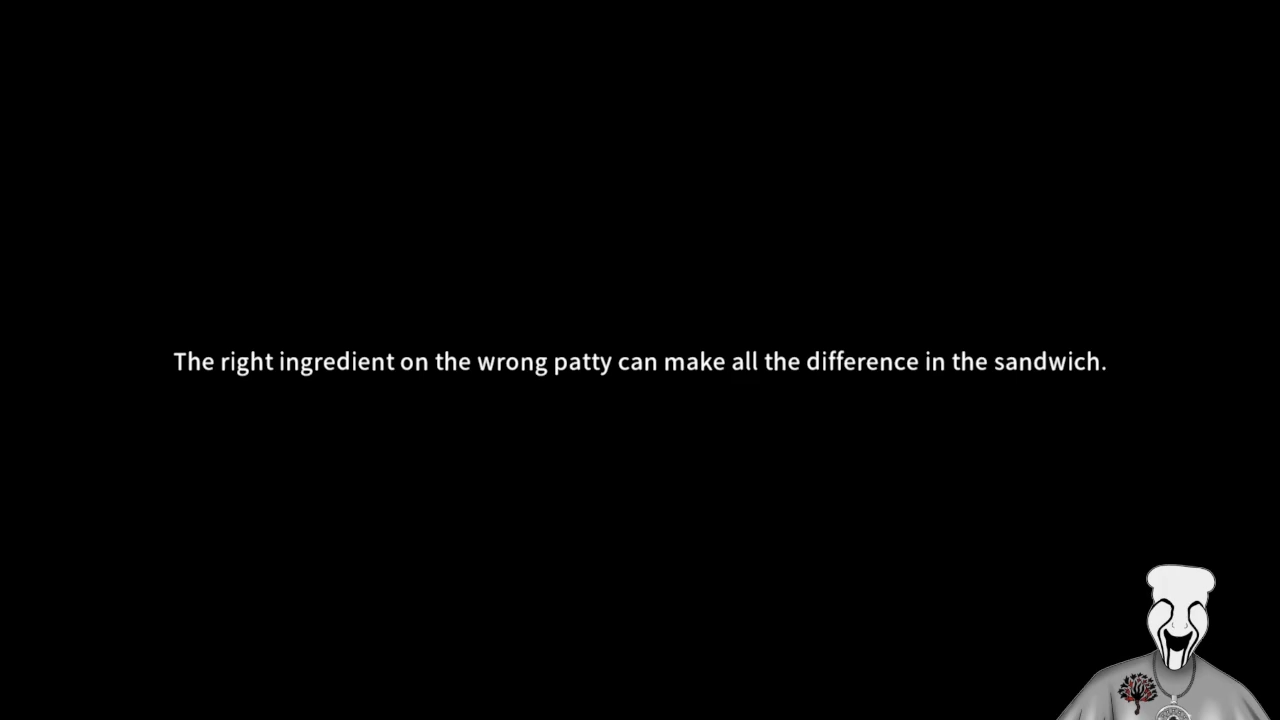 The right ingredient on the wrong patty can make all the difference in the sandwich.